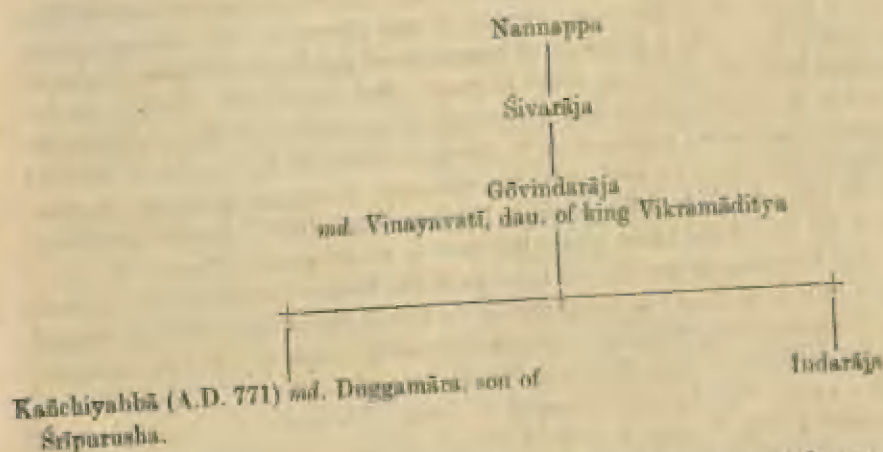 Nannappa
Śivarāja
Gōvindarāja
md. Vinayavatī, dau. of king Vikramāditya
Kañchiyabbā (A.D. 771) md. Duggamāra, son of
Śrīpurusha.
Indarāja